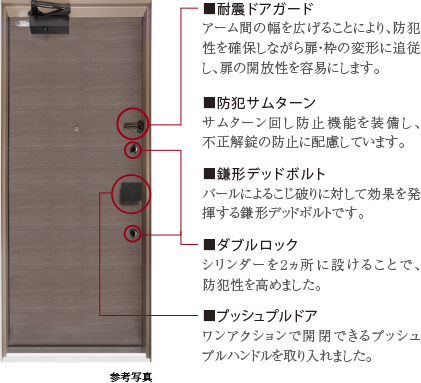 ■耐震ドアガード
アーム間の幅を広げることにより、防犯
性を確保しながら扉・枠の変形に追従
し、扉の開放性を容易にします。
■防犯サムターン
サムターン回し防止機能を装備し、
不正解錠の防止に配慮しています。
■鎌形デッドボルト
バールによるこじ破りに対して効果を発
揮する鎌形デッドボルトです。
■ダブルロック
シリンダーを2ヵ所に設けることで、
防犯性を高めました。
■プッシュプルドア
ワンアクションで開閉できるプッシュ
プルハンドルを取り入れました。
参考写真